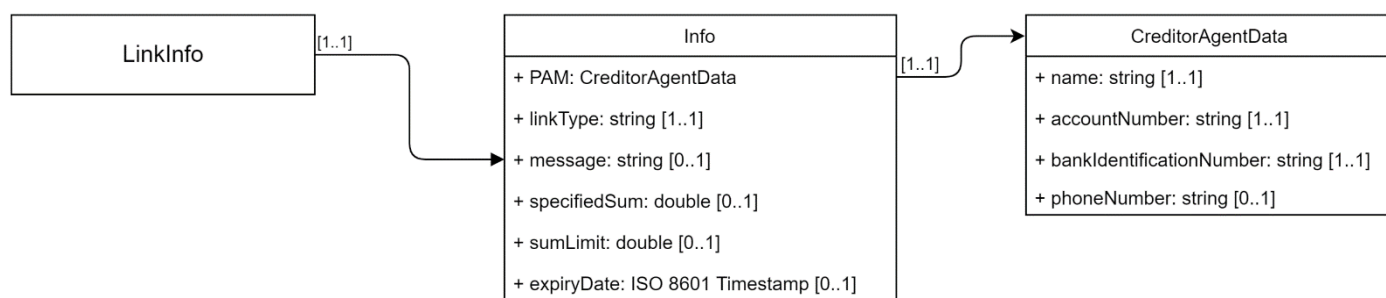 LinkInfo
[1..1]
Info
+ PAM: CreditorAgentData
+ linkType: string [1..1]
+ message: string [0..1]
+ specifiedSum: double [0..1]
+ sumLimit: double [0..1]
+ expiryDate: ISO 8601 Timestamp [0..1]
[1..1]
CreditorAgentData
+ name: string [1..1]
+ accountNumber: string [1..1]
+ bankIdentificationNumber: string [1..1]
+ phoneNumber: string [0..1]